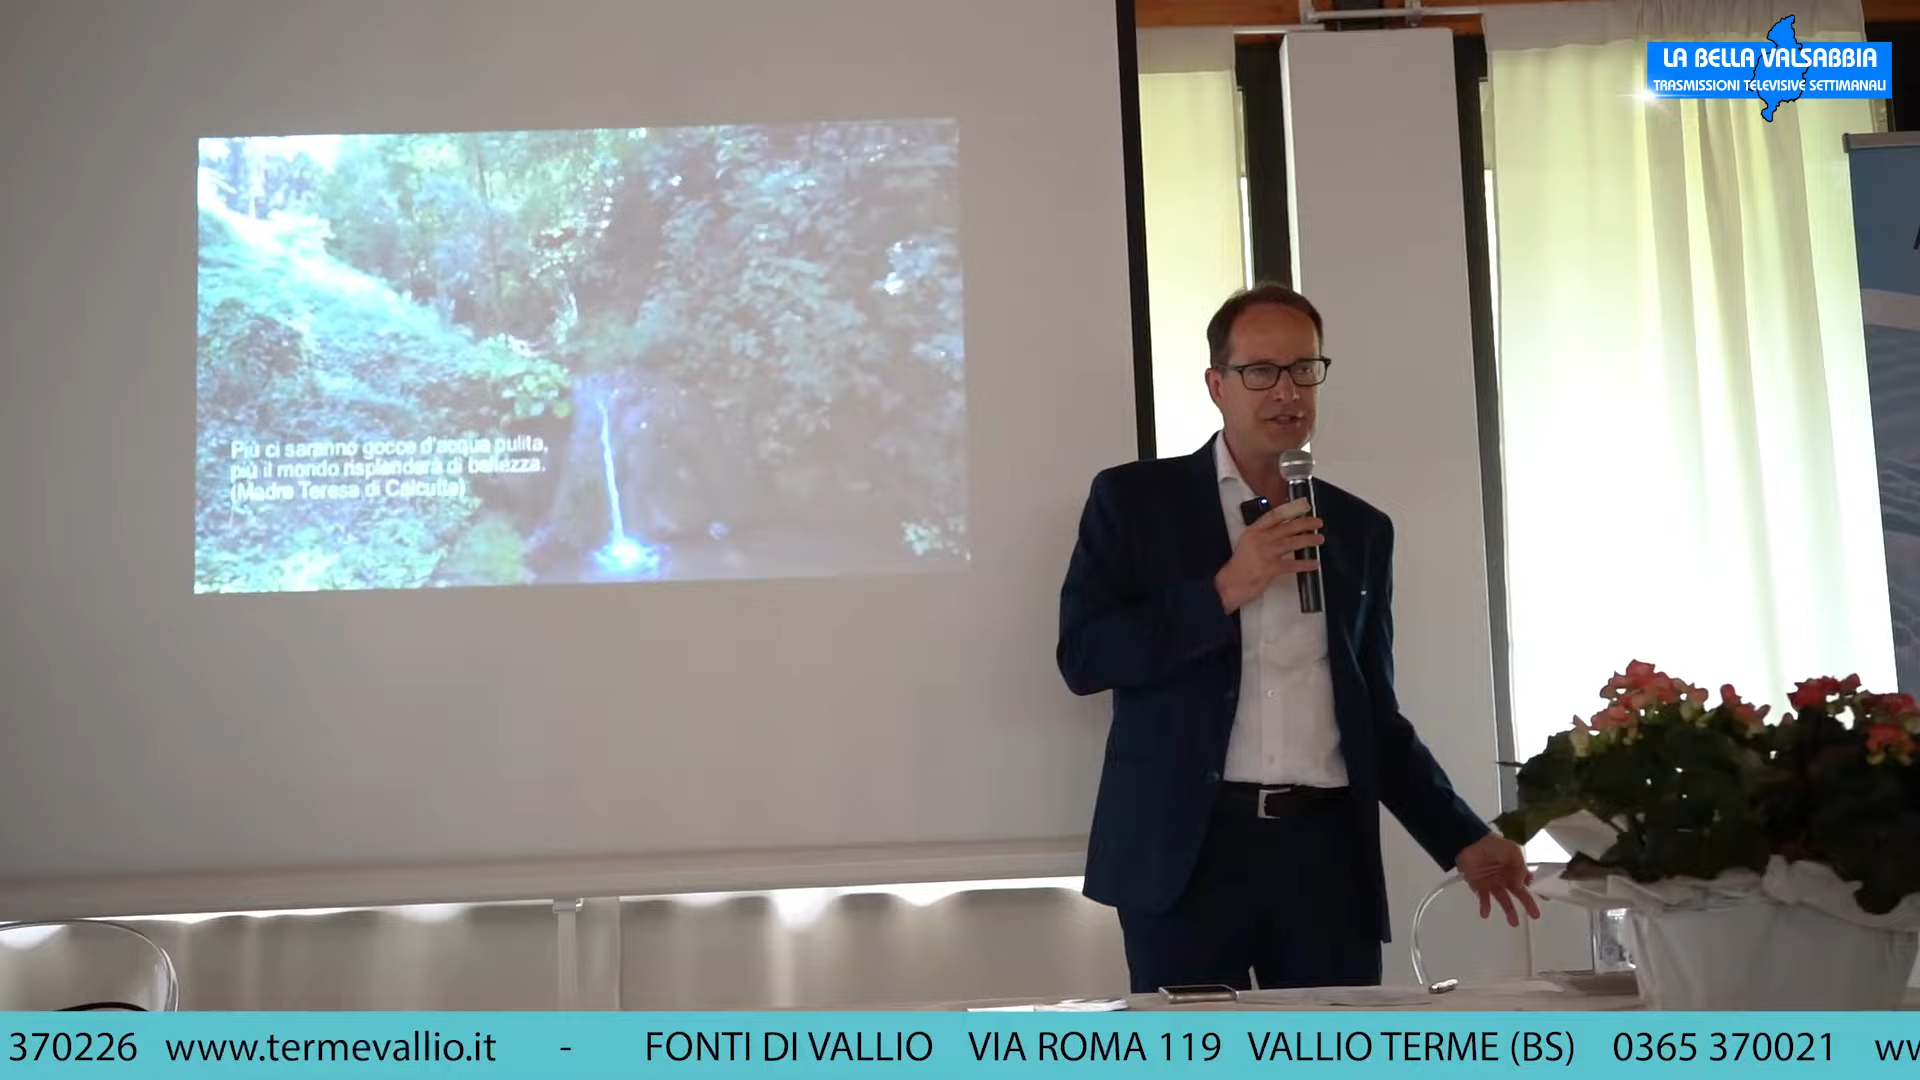 LA BELLA VALSABBIA
TRASMISSIONI TELEVISIVE SETTIMANALI
Più ci saranno gocce d'acqua pulita,
più il mondo risplenderà di bellezza.
(Madre Teresa di Calcutta)
370226 www.termevallio.it - FONTI DI VALLIO VIA ROMA 119 VALLIO TERME (BS) 0365 370021